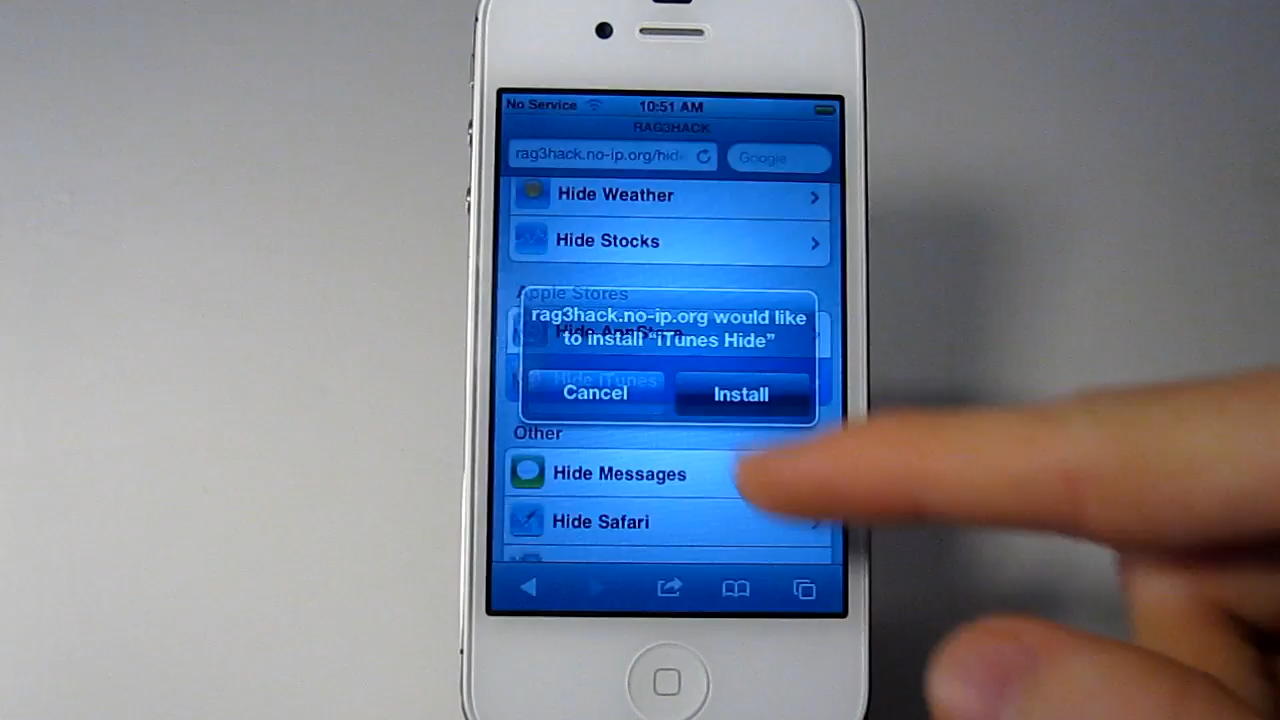 No Service
10:51 AM
RAG3HACK
rag3hack.no-ip.org/hide
Google
Hide Weather
Hide Stocks
Apple Stores
rag3hack.no-ip.org would like
Hide AppStore
to install “iTunes Hide”
Hide iTunes
Cancel
Install
Other
Hide Messages
Hide Safari